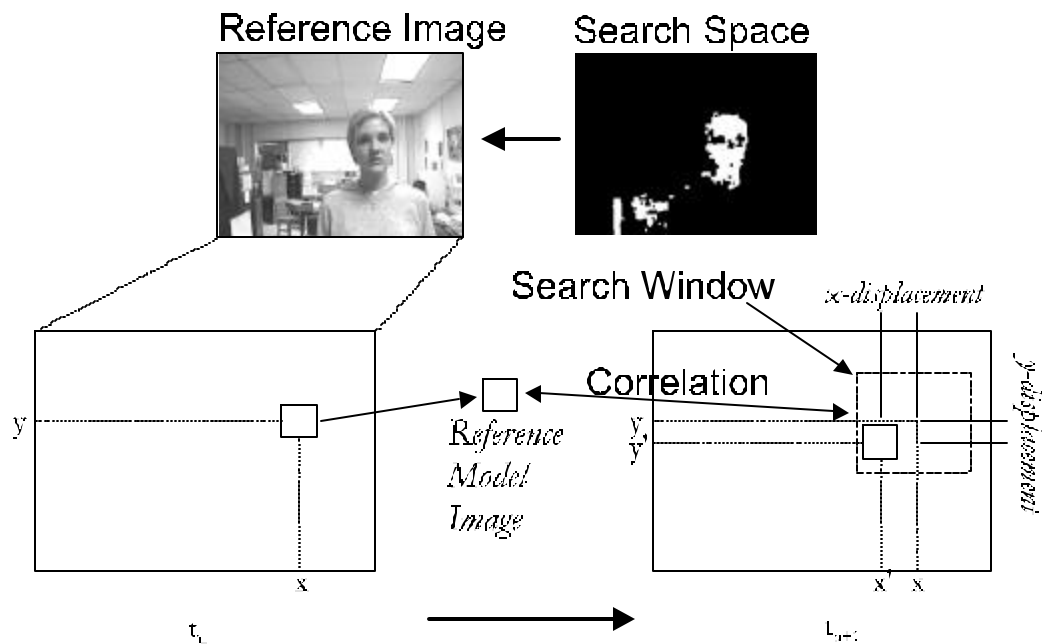 Reference Image
Search Space
Search Window
x-displacement
y-displacement
Correlation
y
Reference
Model
Image
y
y'
x
x'
x